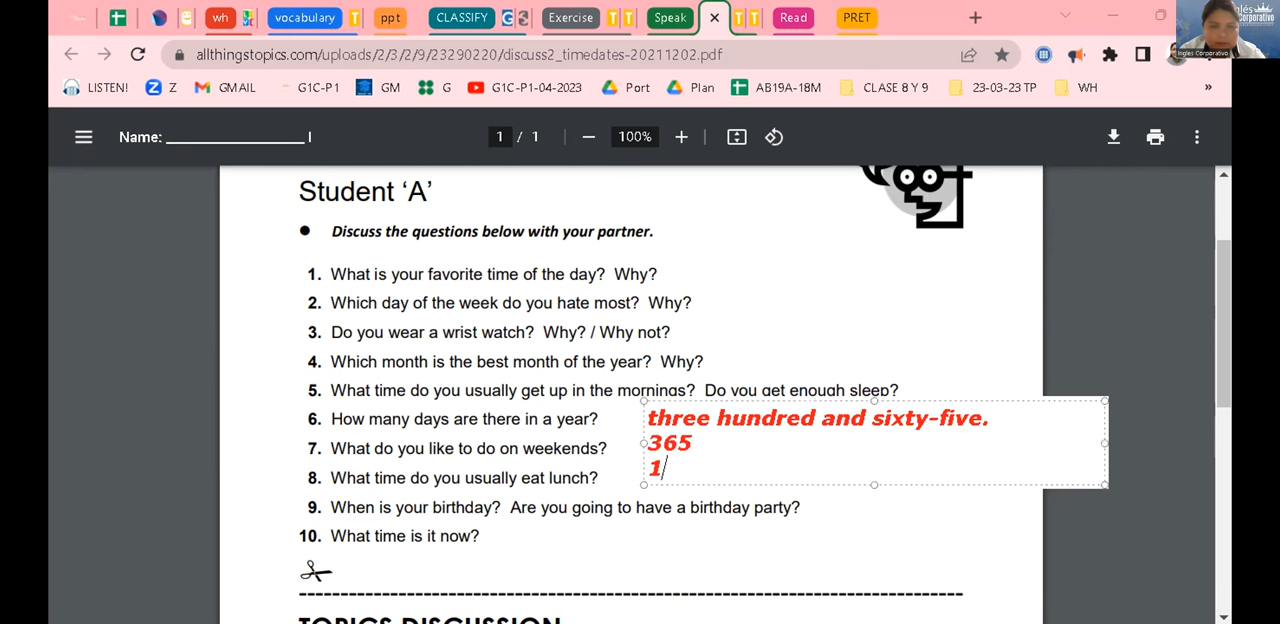 wh
vocabulary
T
ppt
CLASSIFY
G
Exercise
T T
Speak
T T
Read
PRET
Inglés Corporativo
allthingstopics.com/uploads/2/3/2/9/23290220/discuss2_timedates-20211202.pdf
LISTEN! Z GMAIL G1C-P1 GM G G1C-P1-04-2023 Port Plan AB19A-18M CLASE 8 Y 9 23-03-23 TP WH »
Name: ________________ I 1 / 1 100%
Student ‘A’
● Discuss the questions below with your partner.
1. What is your favorite time of the day? Why?
2. Which day of the week do you hate most? Why?
3. Do you wear a wrist watch? Why? / Why not?
4. Which month is the best month of the year? Why?
5. What time do you usually get up in the mornings? Do you get enough sleep?
6. How many days are there in a year? three hundred and sixty-five.
7. What do you like to do on weekends? 365
8. What time do you usually eat lunch? 1
9. When is your birthday? Are you going to have a birthday party?
10. What time is it now?
TOPICS DISCUSSION